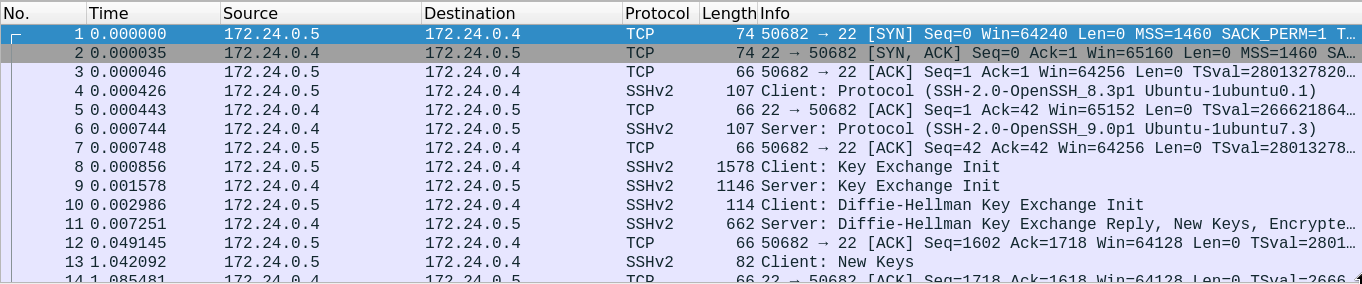 No. Time Source Destination Protocol Length Info
1 0.000000 172.24.0.5 172.24.0.4 TCP 74 50682 → 22 [SYN] Seq=0 Win=64240 Len=0 MSS=1460 SACK_PERM=1 T…
2 0.000035 172.24.0.4 172.24.0.5 TCP 74 22 → 50682 [SYN, ACK] Seq=0 Ack=1 Win=65160 Len=0 MSS=1460 SA…
3 0.000046 172.24.0.5 172.24.0.4 TCP 66 50682 → 22 [ACK] Seq=1 Ack=1 Win=64256 Len=0 TSval=2801327820…
4 0.000426 172.24.0.5 172.24.0.4 SSHv2 107 Client: Protocol (SSH-2.0-OpenSSH_8.3p1 Ubuntu-1ubuntu0.1)
5 0.000443 172.24.0.4 172.24.0.5 TCP 66 22 → 50682 [ACK] Seq=1 Ack=42 Win=65152 Len=0 TSval=266621864…
6 0.000744 172.24.0.4 172.24.0.5 SSHv2 107 Server: Protocol (SSH-2.0-OpenSSH_9.0p1 Ubuntu-1ubuntu7.3)
7 0.000748 172.24.0.5 172.24.0.4 TCP 66 50682 → 22 [ACK] Seq=42 Ack=42 Win=64256 Len=0 TSval=28013278…
8 0.000856 172.24.0.5 172.24.0.4 SSHv2 1578 Client: Key Exchange Init
9 0.001578 172.24.0.4 172.24.0.5 SSHv2 1146 Server: Key Exchange Init
10 0.002986 172.24.0.5 172.24.0.4 SSHv2 114 Client: Diffie-Hellman Key Exchange Init
11 0.007251 172.24.0.4 172.24.0.5 SSHv2 662 Server: Diffie-Hellman Key Exchange Reply, New Keys, Encrypte…
12 0.049145 172.24.0.5 172.24.0.4 TCP 66 50682 → 22 [ACK] Seq=1602 Ack=1718 Win=64128 Len=0 TSval=2801…
13 1.042092 172.24.0.5 172.24.0.4 SSHv2 82 Client: New Keys
14 1.085481 172.24.0.4 172.24.0.5 TCP 66 22 → 50682 [ACK] Seq=1718 Ack=1618 Win=64128 Len=0 TSval=2666…